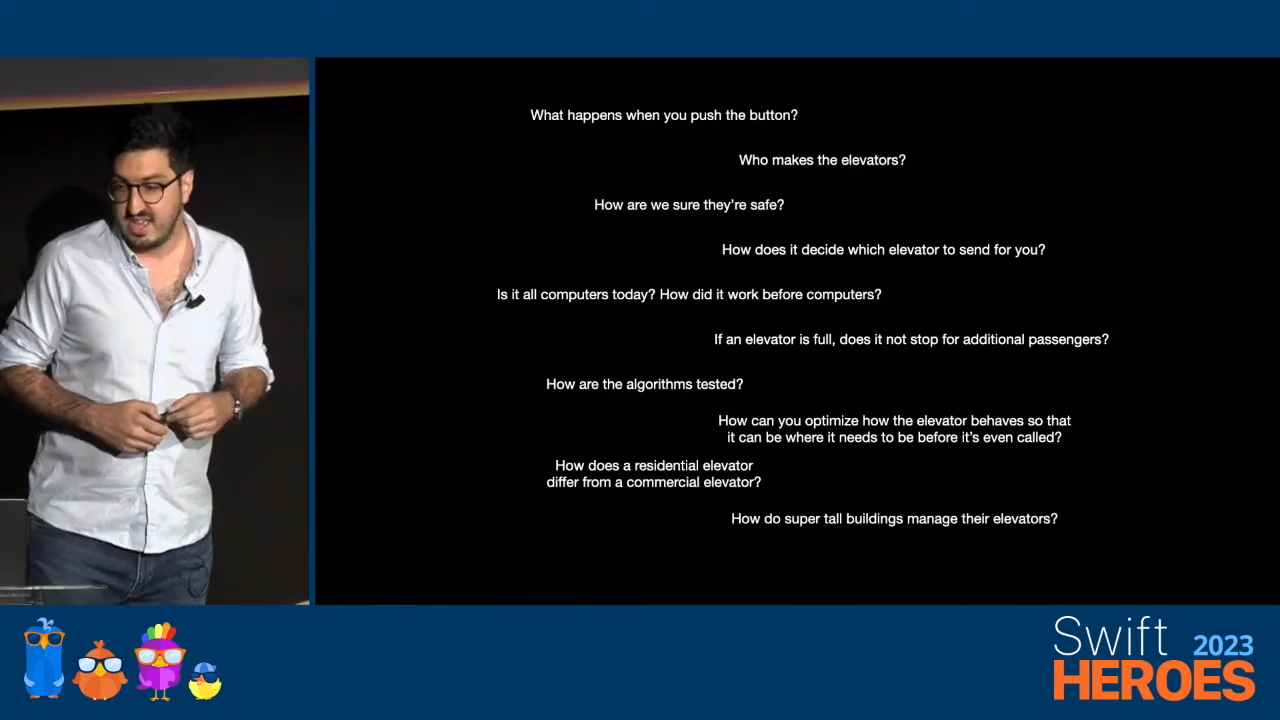 What happens when you push the button?
Who makes the elevators?
How are we sure they're safe?
How does it decide which elevator to send for you?
Is it all computers today? How did it work before computers?
If an elevator is full, does it not stop for additional passengers?
How are the algorithms tested?
How can you optimize how the elevator behaves so that
it can be where it needs to be before it's even called?
How does a residential elevator
differ from a commercial elevator?
How do super tall buildings manage their elevators?
Swift 2023
HEROES